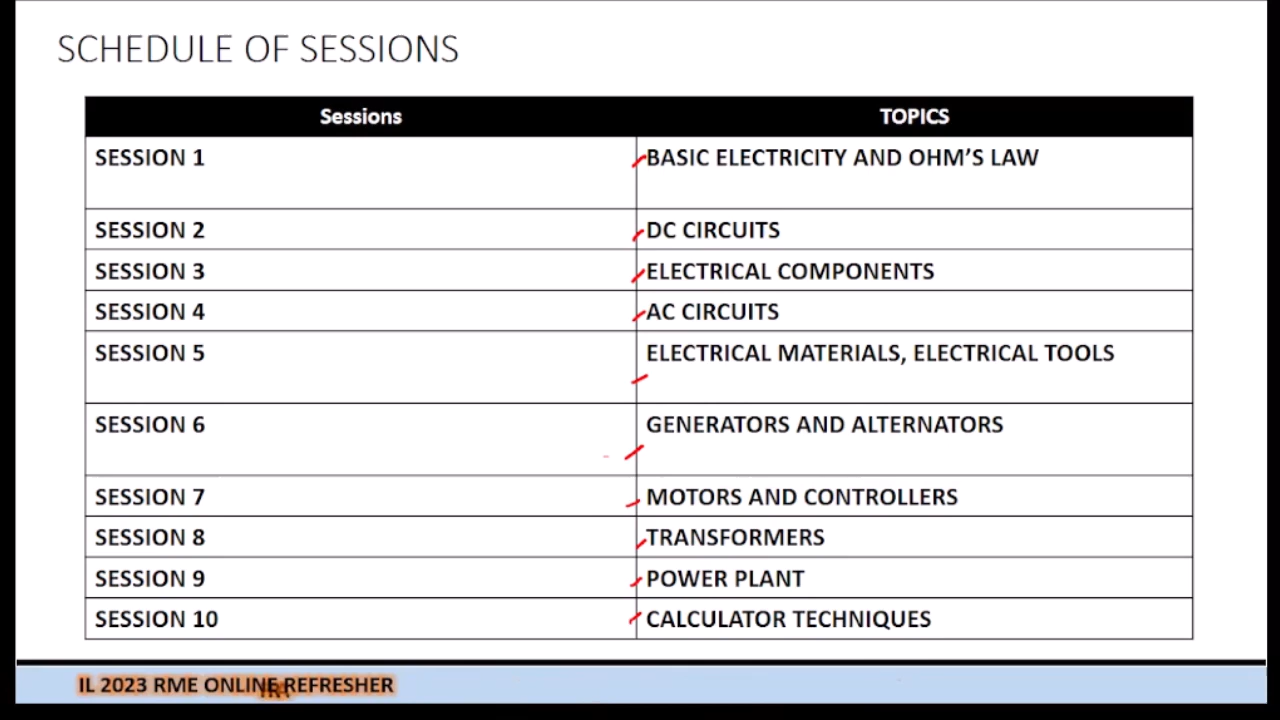 SCHEDULE OF SESSIONS
Sessions TOPICS
SESSION 1 BASIC ELECTRICITY AND OHM’S LAW
SESSION 2 DC CIRCUITS
SESSION 3 ELECTRICAL COMPONENTS
SESSION 4 AC CIRCUITS
SESSION 5 ELECTRICAL MATERIALS, ELECTRICAL TOOLS
SESSION 6 GENERATORS AND ALTERNATORS
SESSION 7 MOTORS AND CONTROLLERS
SESSION 8 TRANSFORMERS
SESSION 9 POWER PLANT
SESSION 10 CALCULATOR TECHNIQUES
IL 2023 RME ONLINE REFRESHER